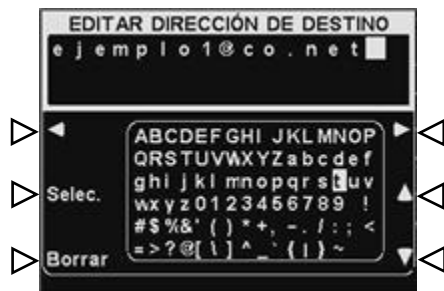 EDITAR DIRECCIÓN DE DESTINO
ejemplo1@co.net
ABCDEFGHIJKLMNOP
QRSTUVWXYZabcdef
ghijklmnopqrstuv
Selec.
wxyz0123456789 !
#$%&'()*+,-./:;<
=>?@[\]^_`{|}~
Borrar